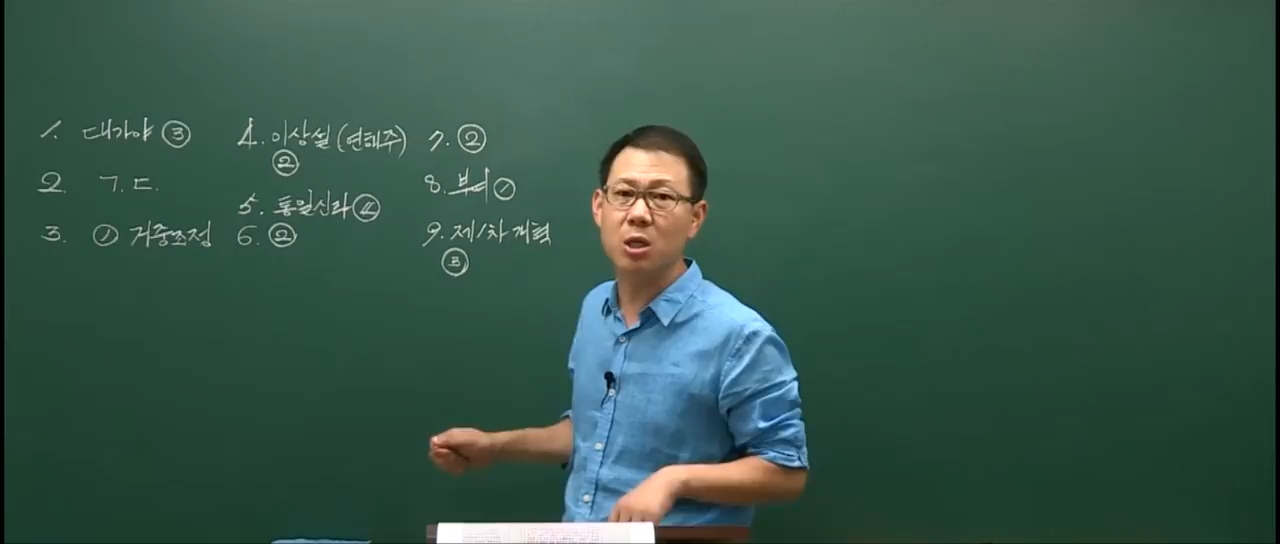 1. 대가야 ③
2. ㄱ. ㄷ.
3. ① 거중조정
4. 이상설 (연해주)
②
5. 통일신라 ④
6. ②
7. ②
8. 부여 ①
9. 제1차 개헌
③